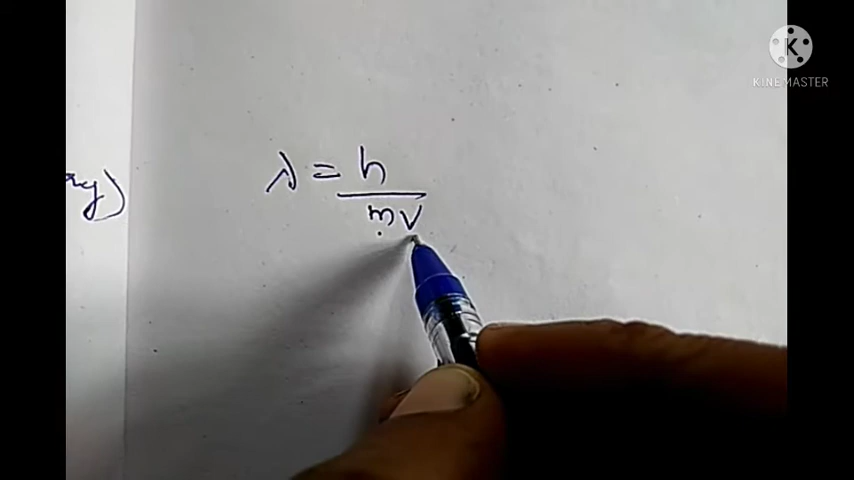 λ = h
mv
K
KINEMASTER